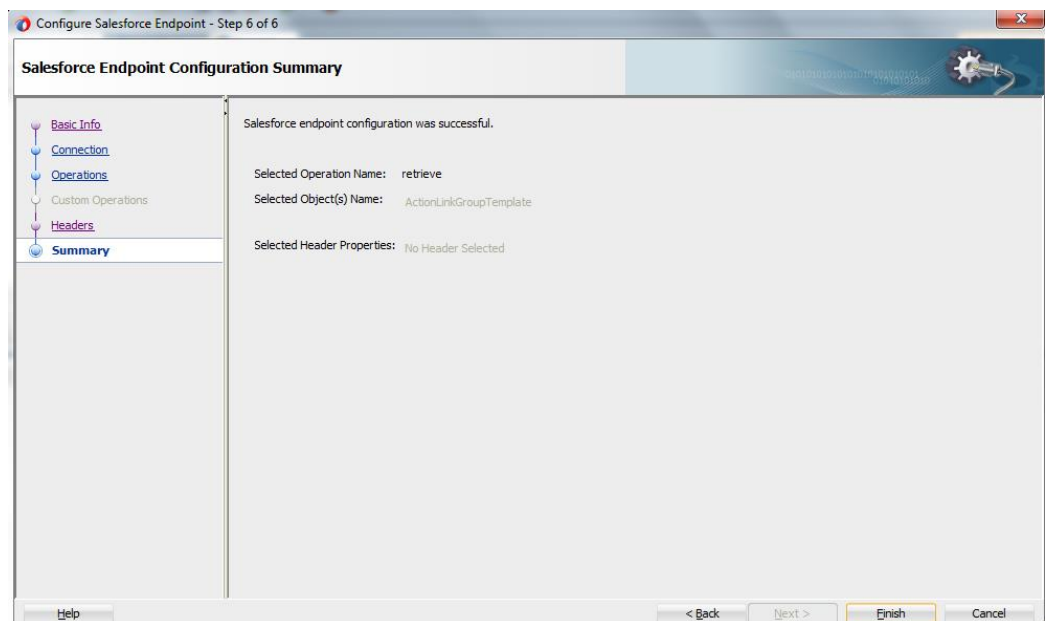 Configure Salesforce Endpoint - Step 6 of 6
X
Salesforce Endpoint Configuration Summary
Basic Info
Connection
Operations
Custom Operations
Headers
Summary
Salesforce endpoint configuration was successful.
Selected Operation Name: retrieve
Selected Object(s) Name: ActionLinkGroupTemplate
Selected Header Properties: No Header Selected
Help
< Back
Next >
Finish
Cancel